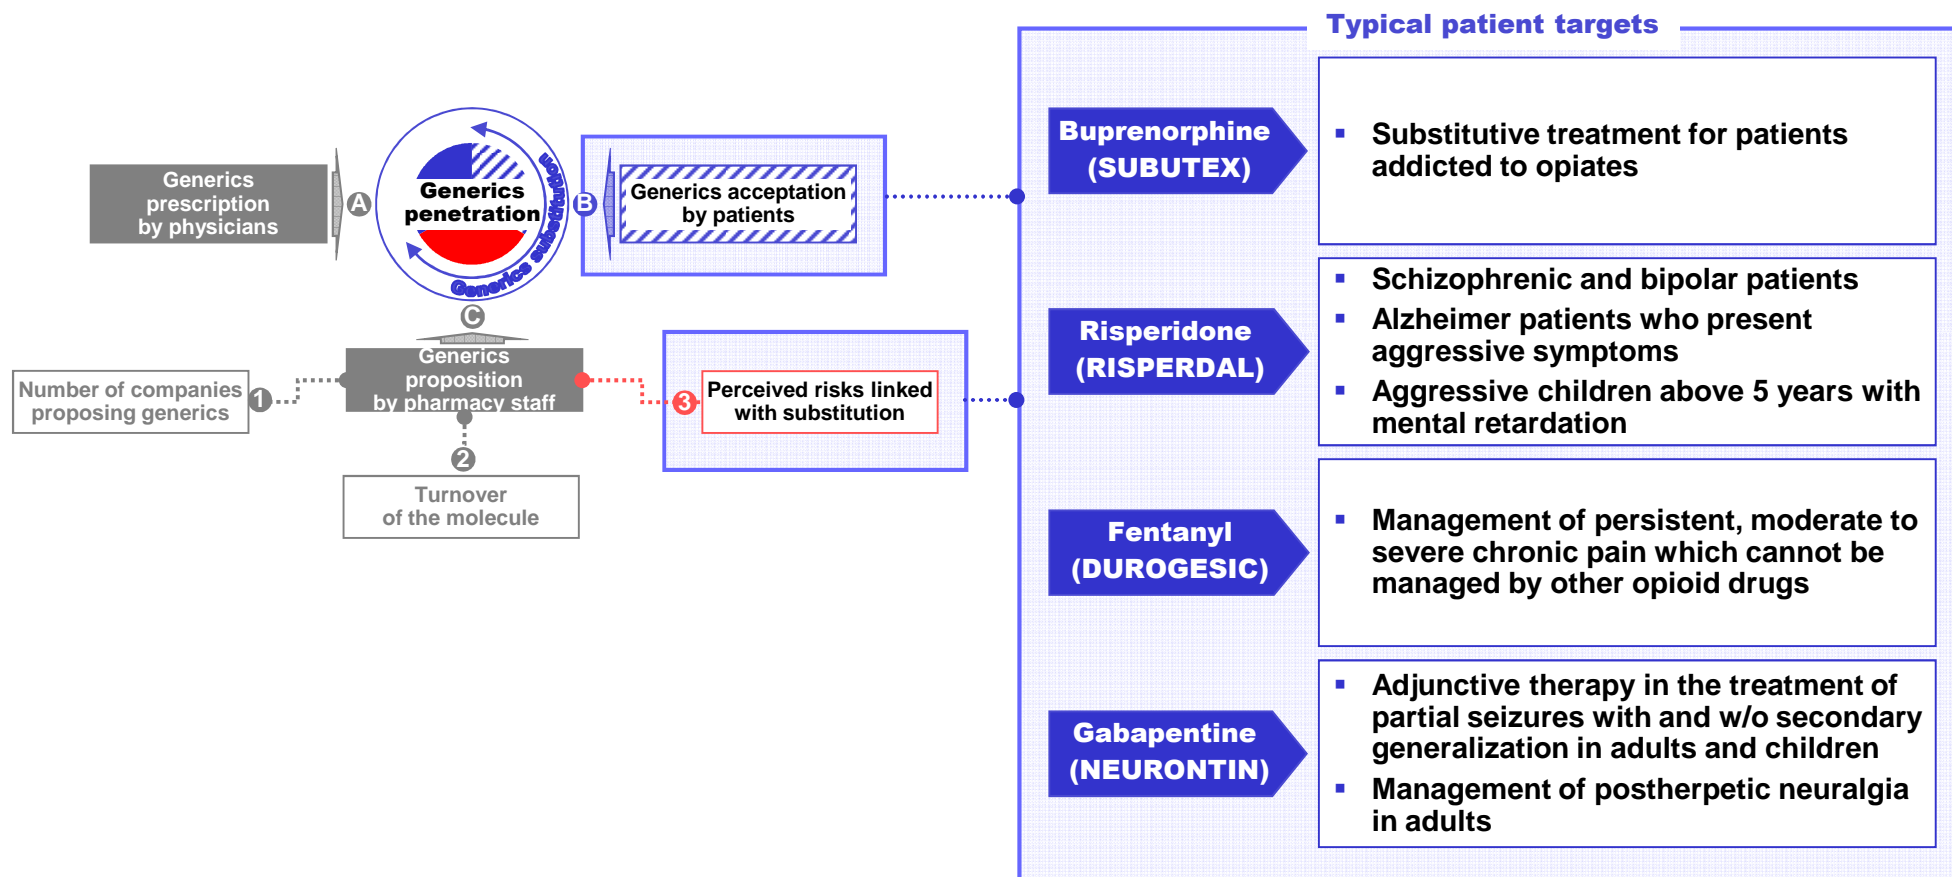 Typical patient targets
Generics
prescription
by physicians
A
Generics
penetration
Generics substitution
B
Generics acceptation
by patients
C
Generics
proposition
by pharmacy staff
Number of companies
proposing generics
1
2
Turnover
of the molecule
3
Perceived risks linked
with substitution
Buprenorphine
(SUBUTEX)
▪ Substitutive treatment for patients
addicted to opiates
Risperidone
(RISPERDAL)
▪ Schizophrenic and bipolar patients
▪ Alzheimer patients who present
aggressive symptoms
▪ Aggressive children above 5 years with
mental retardation
Fentanyl
(DUROGESIC)
▪ Management of persistent, moderate to
severe chronic pain which cannot be
managed by other opioid drugs
Gabapentine
(NEURONTIN)
▪ Adjunctive therapy in the treatment of
partial seizures with and w/o secondary
generalization in adults and children
▪ Management of postherpetic neuralgia
in adults